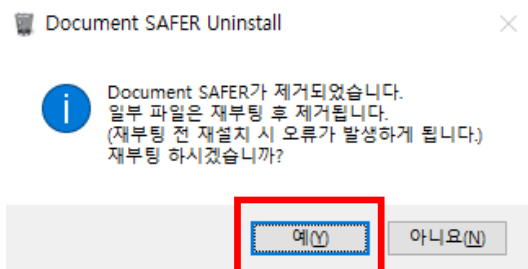 Document SAFER Uninstall
Document SAFER가 제거되었습니다.
일부 파일은 재부팅 후 제거됩니다.
(재부팅 전 재설치 시 오류가 발생하게 됩니다.)
재부팅 하시겠습니까?
예(Y) 아니요(N)